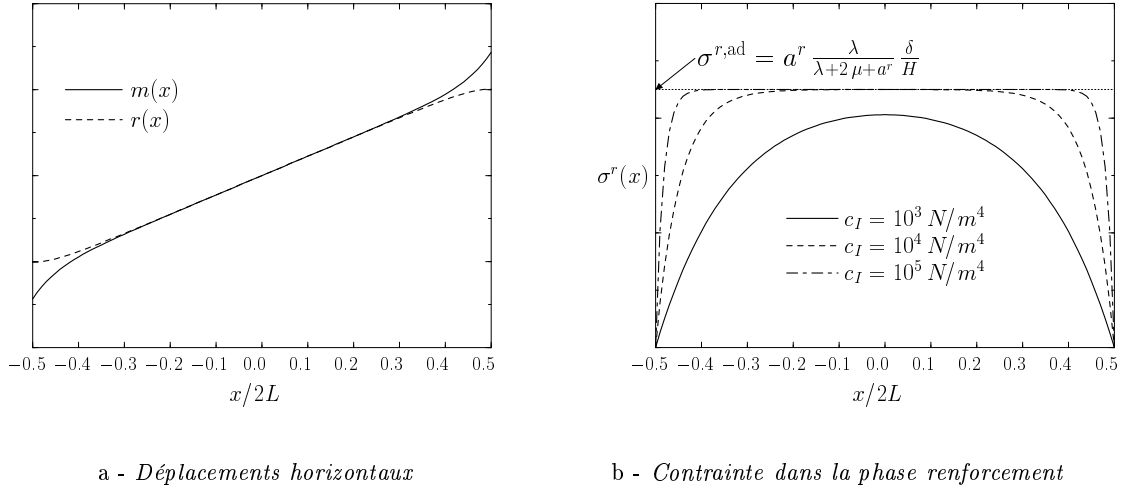 m(x)
r(x)
−0.5 −0.4 −0.3 −0.2 −0.1 0.0 0.1 0.2 0.3 0.4 0.5
x/2L
a - Déplacements horizontaux
σ^{r,ad} = a^r λ/(λ+2 μ+a^r) δ/H
σ^r(x)
c_I = 10^3 N/m^4
c_I = 10^4 N/m^4
c_I = 10^5 N/m^4
−0.5 −0.4 −0.3 −0.2 −0.1 0.0 0.1 0.2 0.3 0.4 0.5
x/2L
b - Contrainte dans la phase renforcement